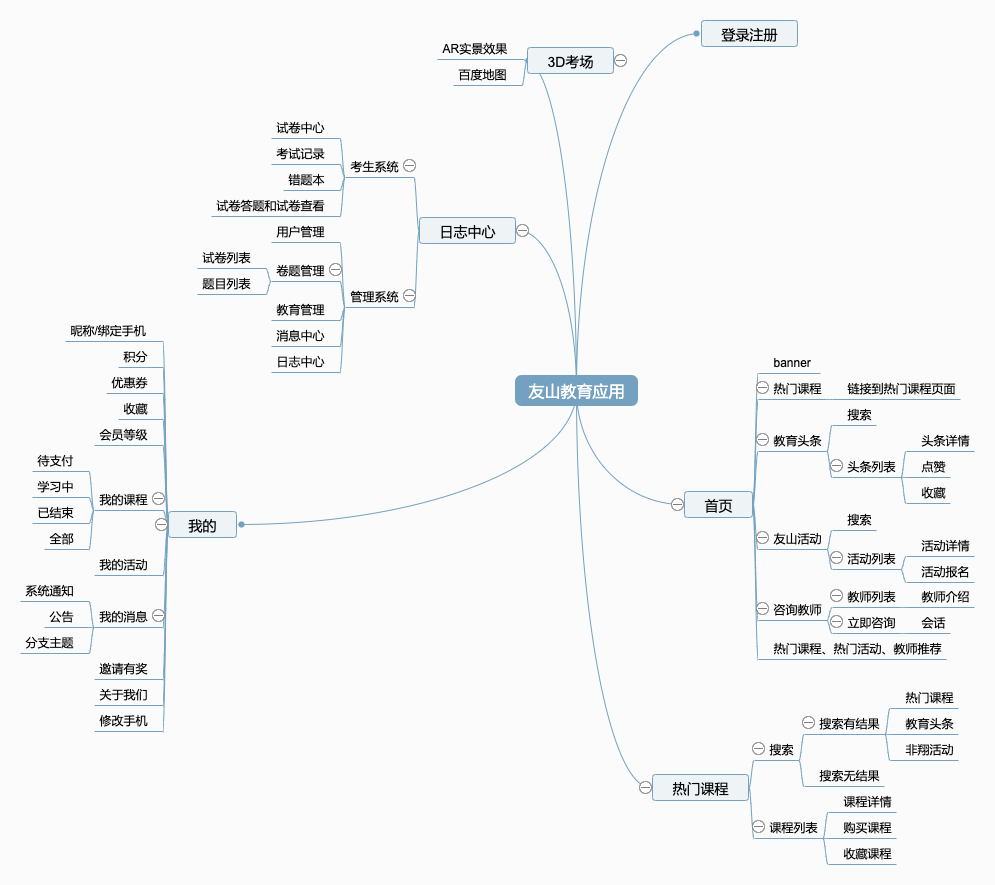 友山教育应用
登录注册
3D考场
AR实景效果
百度地图
日志中心
考生系统
试卷中心
考试记录
错题本
试卷答题和试卷查看
管理系统
用户管理
卷题管理
试卷列表
题目列表
教育管理
消息中心
日志中心
我的
昵称/绑定手机
积分
优惠券
收藏
会员等级
我的课程
待支付
学习中
已结束
全部
我的活动
我的消息
系统通知
公告
分支主题
邀请有奖
关于我们
修改手机
首页
banner
热门课程
链接到热门课程页面
教育头条
搜索
头条列表
头条详情
点赞
收藏
友山活动
搜索
活动列表
活动详情
活动报名
咨询教师
教师列表
教师介绍
立即咨询
会话
热门课程、热门活动、教师推荐
热门课程
搜索
搜索有结果
热门课程
教育头条
非翔活动
搜索无结果
课程列表
课程详情
购买课程
收藏课程